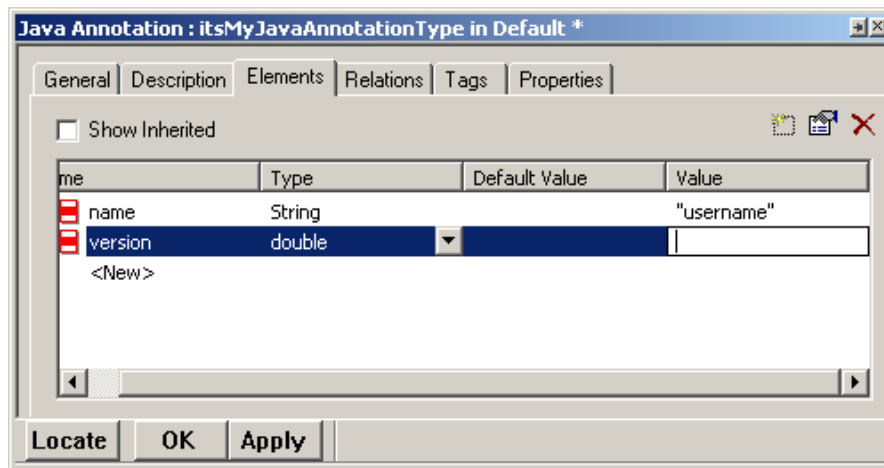 Java Annotation : itsMyJavaAnnotationType in Default *
General Description Elements Relations Tags Properties
Show Inherited
me Type Default Value Value
name String "username"
version double
<New>
Locate OK Apply